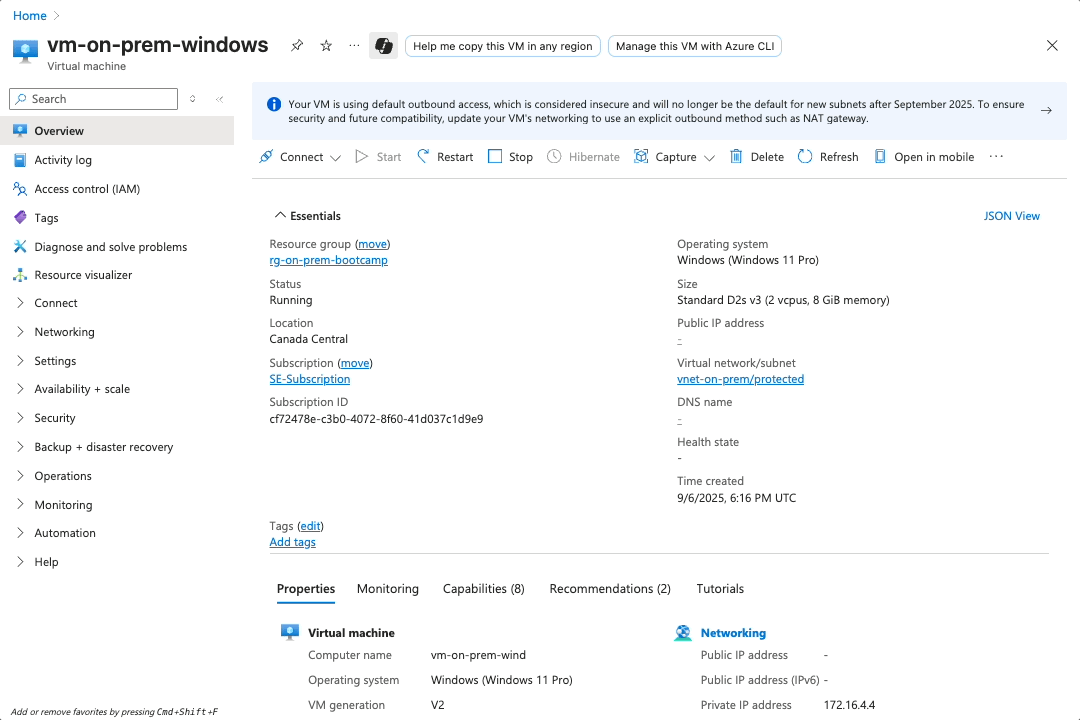 Home
vm-on-prem-windows
Help me copy this VM in any region
Manage this VM with Azure CLI
Virtual machine
Search
Overview
Activity log
Access control (IAM)
Tags
Diagnose and solve problems
Resource visualizer
Connect
Networking
Settings
Availability + scale
Security
Backup + disaster recovery
Operations
Monitoring
Automation
Help
Add or remove favorites by pressing Cmd+Shift+F
Your VM is using default outbound access, which is considered insecure and will no longer be the default for new subnets after September 2025. To ensure
security and future compatibility, update your VM's networking to use an explicit outbound method such as NAT gateway.
Connect Start Restart Stop Hibernate Capture Delete Refresh Open in mobile ···
Essentials
JSON View
Resource group (move)
rg-on-prem-bootcamp
Status
Running
Location
Canada Central
Subscription (move)
SE-Subscription
Subscription ID
cf72478e-c3b0-4072-8f60-41d037c1d9e9
Operating system
Windows (Windows 11 Pro)
Size
Standard D2s v3 (2 vcpus, 8 GiB memory)
Public IP address
-
Virtual network/subnet
vnet-on-prem/protected
DNS name
-
Health state
-
Time created
9/6/2025, 6:16 PM UTC
Tags (edit)
Add tags
Properties Monitoring Capabilities (8) Recommendations (2) Tutorials
Virtual machine
Computer name vm-on-prem-wind
Operating system Windows (Windows 11 Pro)
VM generation V2
Networking
Public IP address -
Public IP address (IPv6) -
Private IP address 172.16.4.4